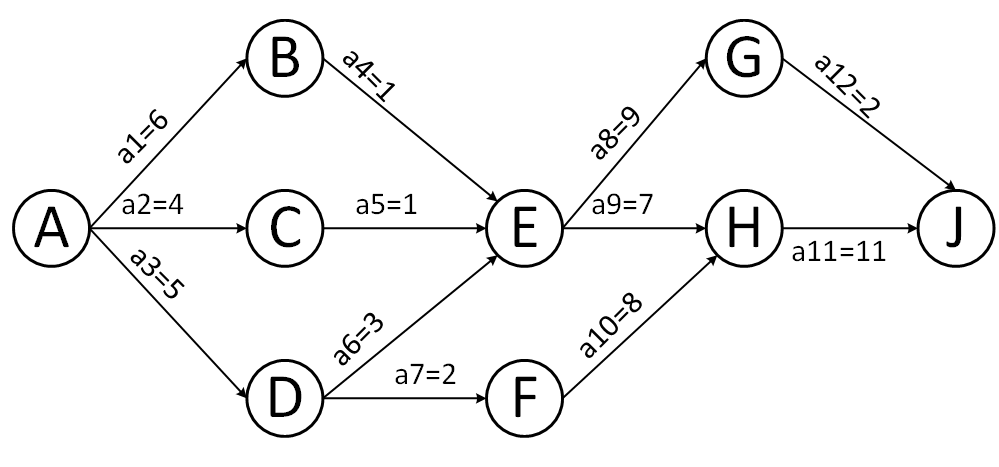 B
G
a4=1
a12=2
a1=6
a8=9
A
a2=4
C
a5=1
E
a9=7
H
a11=11
J
a3=5
a6=3
a10=8
D
a7=2
F